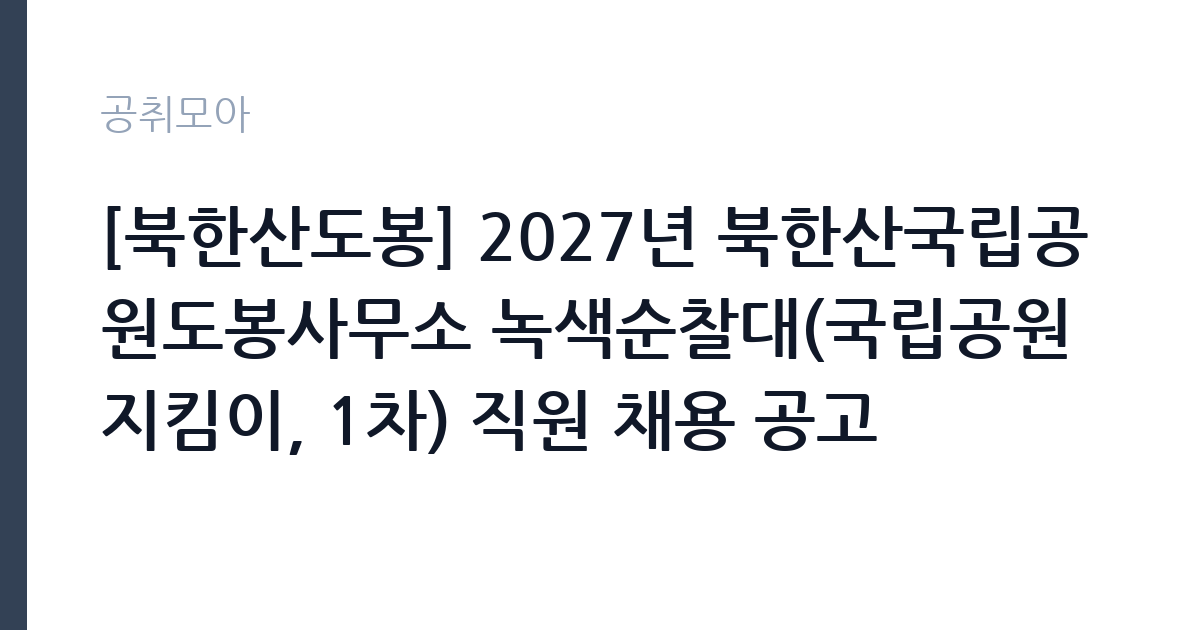 공취모아
[북한산도봉] 2027년 북한산국립공
원도봉사무소 녹색순찰대(국립공원
지킴이, 1차) 직원 채용 공고